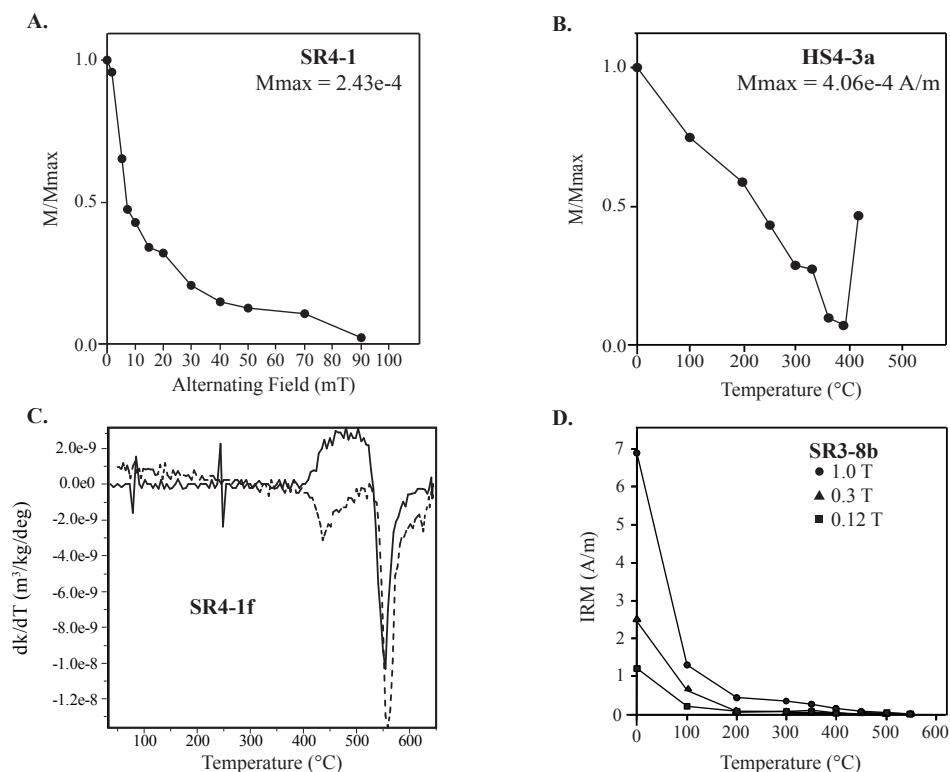 A.
SR4-1
Mmax = 2.43e-4
1.0
0.5
0.0
M/Mmax
0 10 20 30 40 50 60 70 80 90 100
Alternating Field (mT)
B.
HS4-3a
Mmax = 4.06e-4 A/m
1.0
0.5
0.0
M/Mmax
0 100 200 300 400 500
Temperature (°C)
C.
2.0e-9
0.0e0
-2.0e-9
-4.0e-9
-6.0e-9
-8.0e-9
-1.0e-8
-1.2e-8
dk/dT (m³/kg/deg)
SR4-1f
100 200 300 400 500 600
Temperature (°C)
D.
SR3-8b
1.0 T
0.3 T
0.12 T
7
6
5
4
3
2
1
0
IRM (A/m)
0 100 200 300 400 500 600
Temperature (°C)